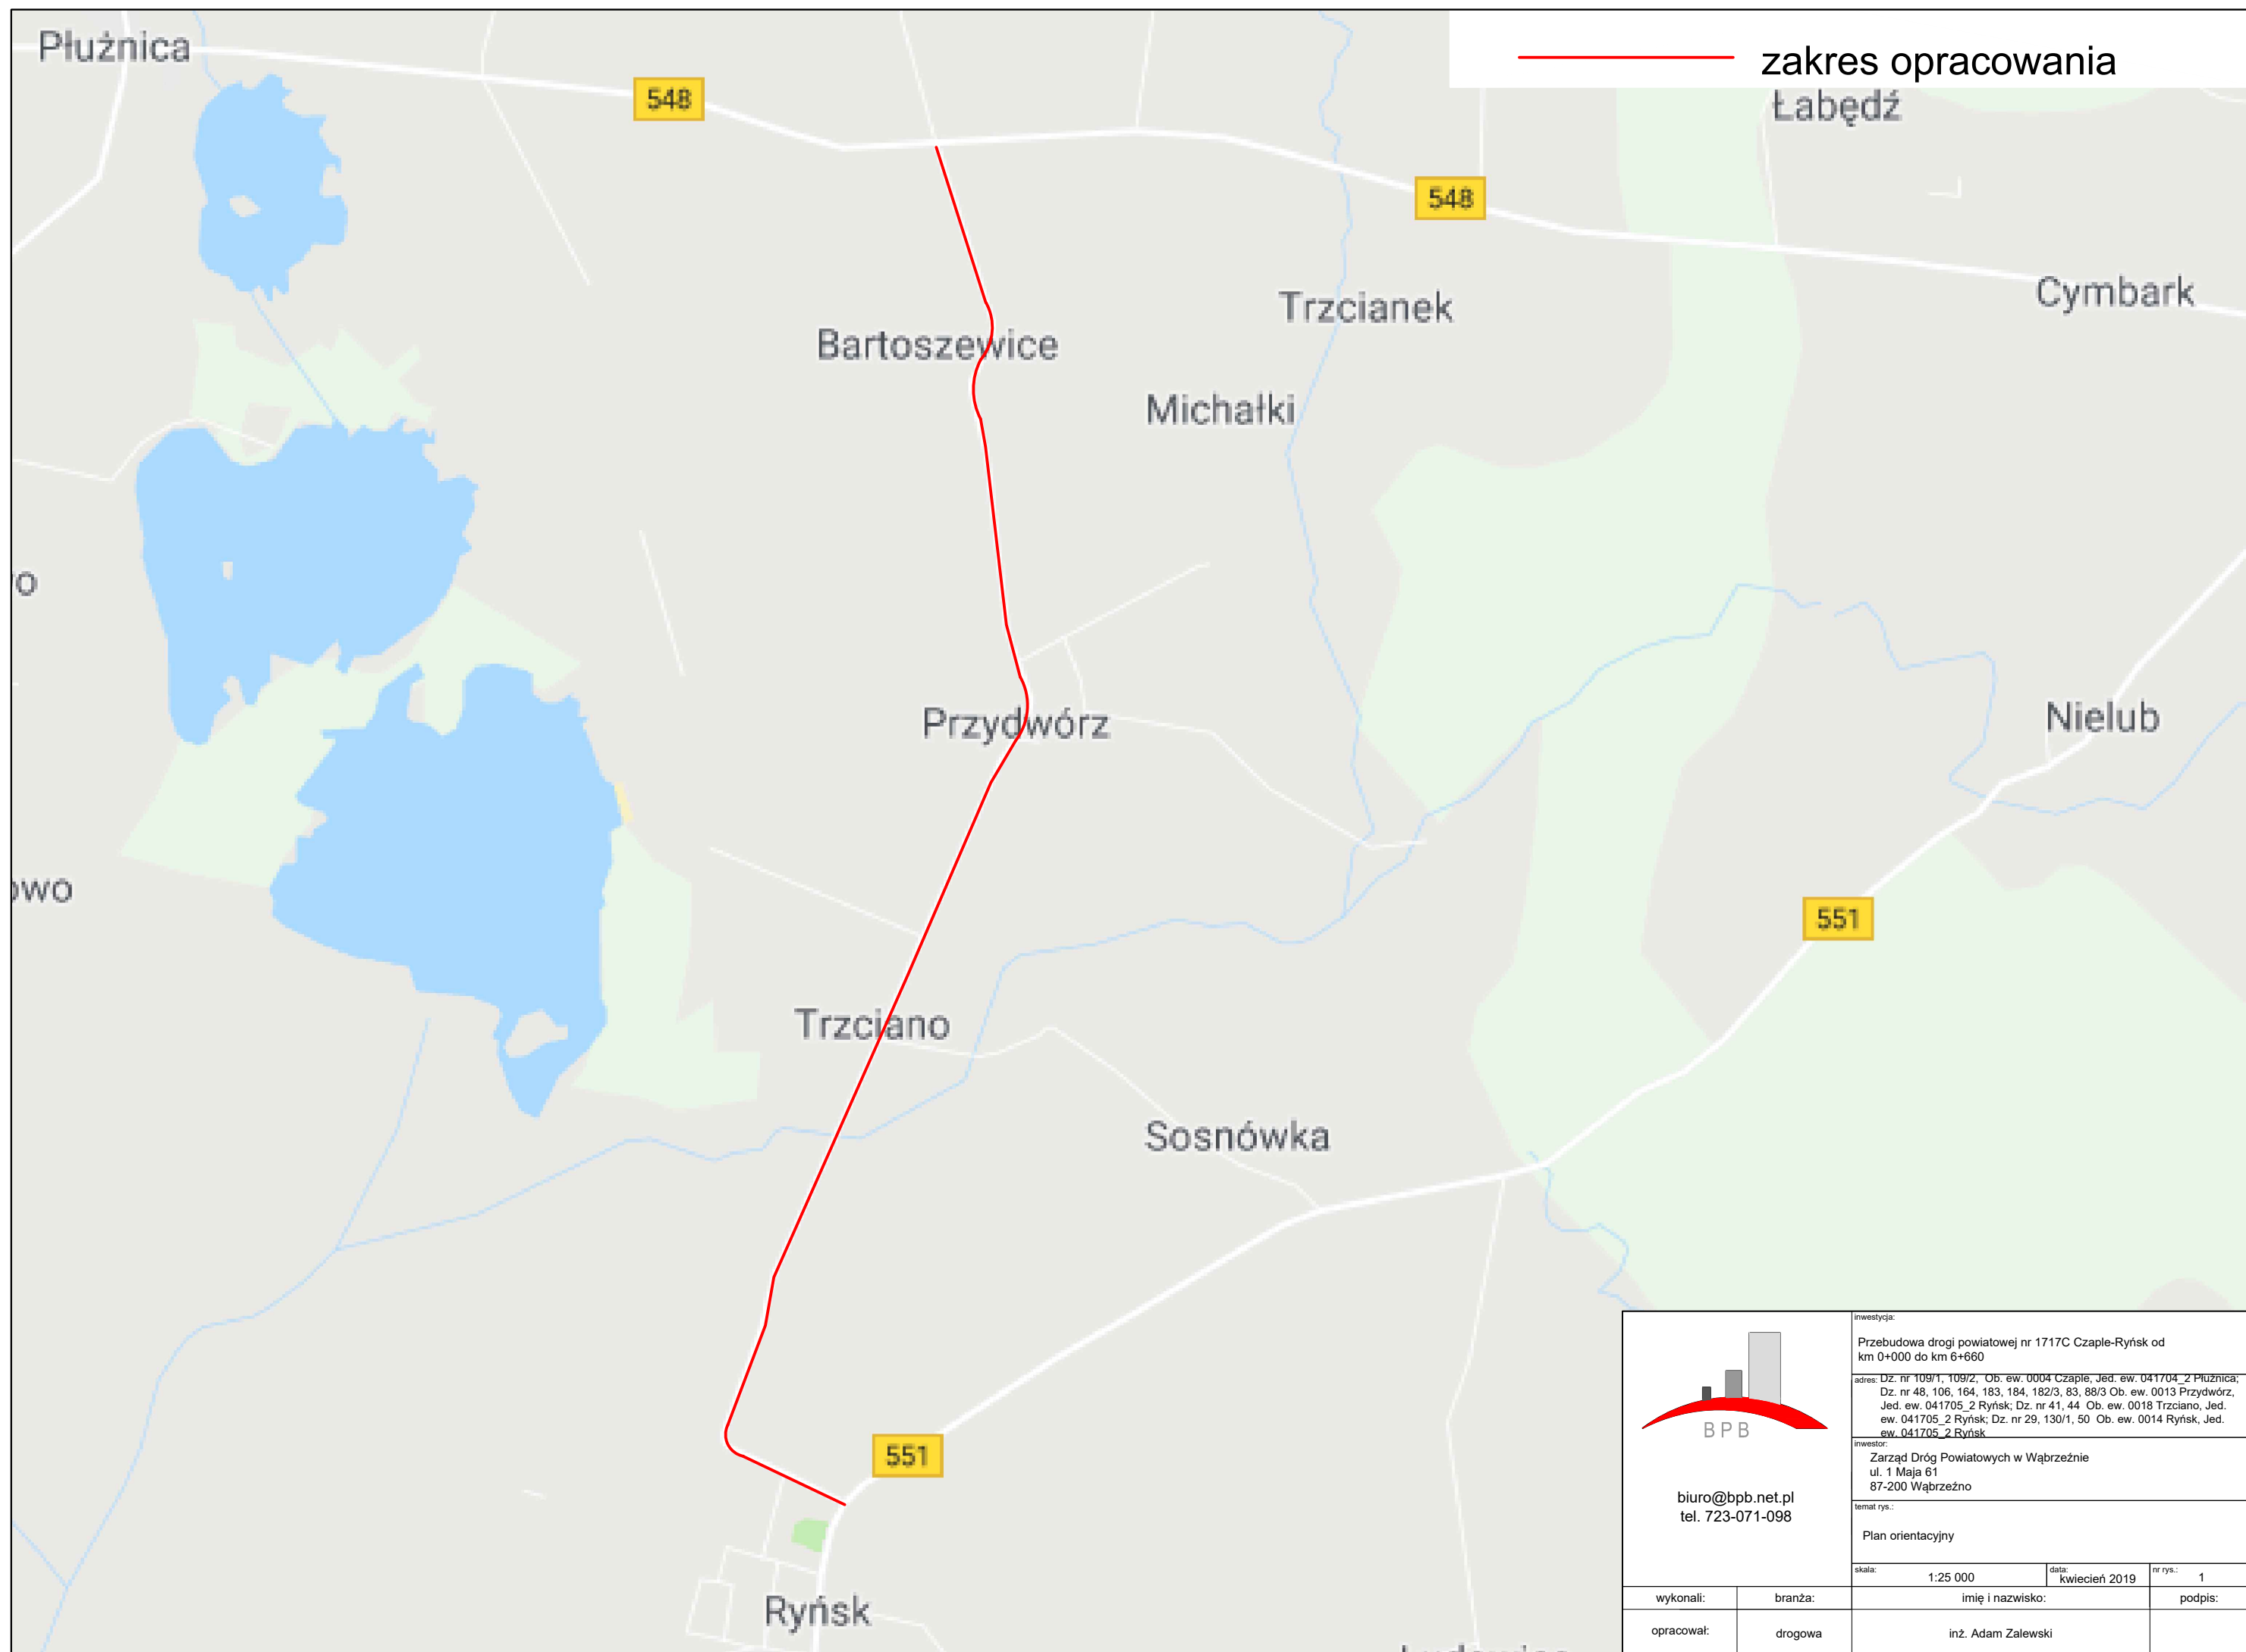 Płużnica
zakres opracowania
548
Łabędź
548
Cymbark
Trzcianek
Bartoszewice
Michałki
o
Przydwórz
Nielub
owo
551
Trzciano
Sosnówka
551
Ryńsk
BPB
biuro@bpb.net.pl
tel. 723-071-098
inwestycja:
Przebudowa drogi powiatowej nr 1717C Czaple-Ryńsk od
km 0+000 do km 6+660
adres: Dz. nr 109/1, 109/2, Ob. ew. 0004 Czaple, Jed. ew. 041704_2 Płużnica;
Dz. nr 48, 106, 164, 183, 184, 182/3, 83, 88/3 Ob. ew. 0013 Przydwórz,
Jed. ew. 041705_2 Ryńsk; Dz. nr 41, 44 Ob. ew. 0018 Trzciano, Jed.
ew. 041705_2 Ryńsk; Dz. nr 29, 130/1, 50 Ob. ew. 0014 Ryńsk, Jed.
ew. 041705_2 Ryńsk
inwestor:
Zarząd Dróg Powiatowych w Wąbrzeźnie
ul. 1 Maja 61
87-200 Wąbrzeźno
temat rys.:
Plan orientacyjny
skala: 1:25 000 data: kwiecień 2019 nr rys.: 1
wykonali: branża: imię i nazwisko: podpis:
opracował: drogowa inż. Adam Zalewski